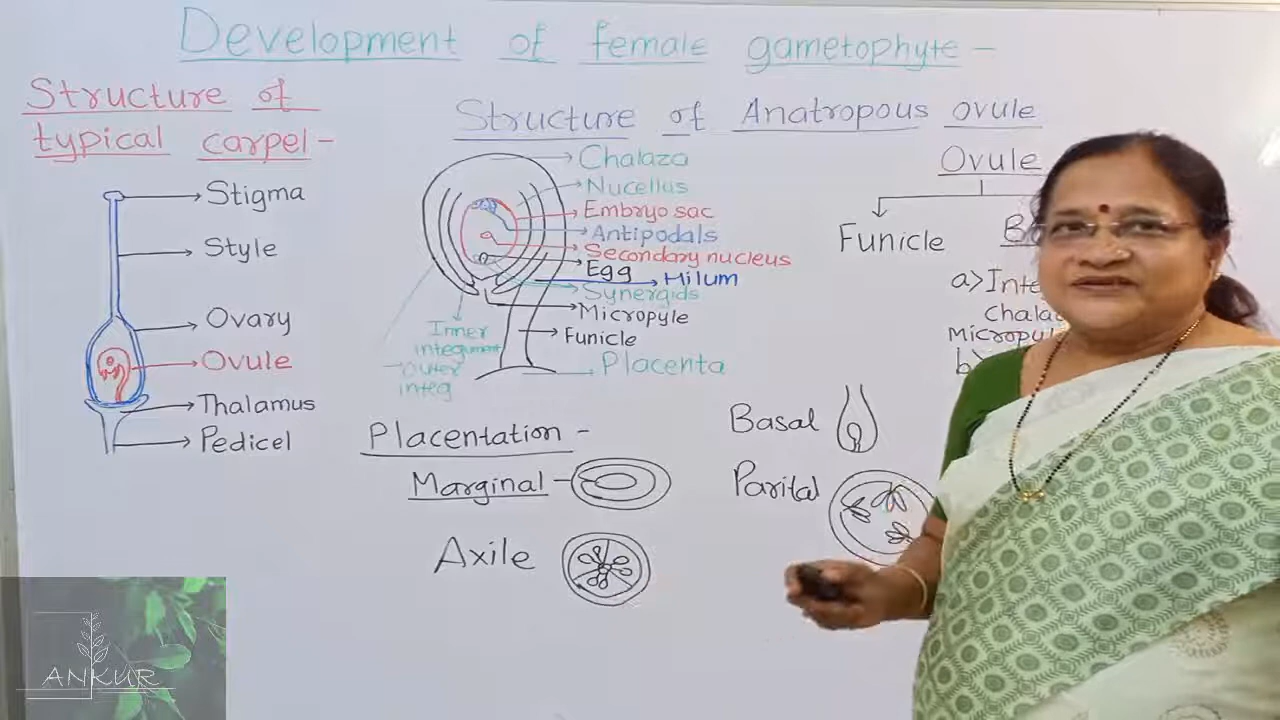 Development of female gametophyte -
Structure of
typical carpel -
Stigma
Style
Ovary
Ovule
Thalamus
Pedicel
Structure of Anatropous ovule
Chalaza
Nucellus
Embryo sac
Antipodals
Secondary nucleus
Egg
Hilum
Synergids
Micropyle
Funicle
Placenta
Inner
integument
outer
integ
Ovule
Funicle
a>
Placentation -
Marginal
Axile
Basal
Parital
ANKUR